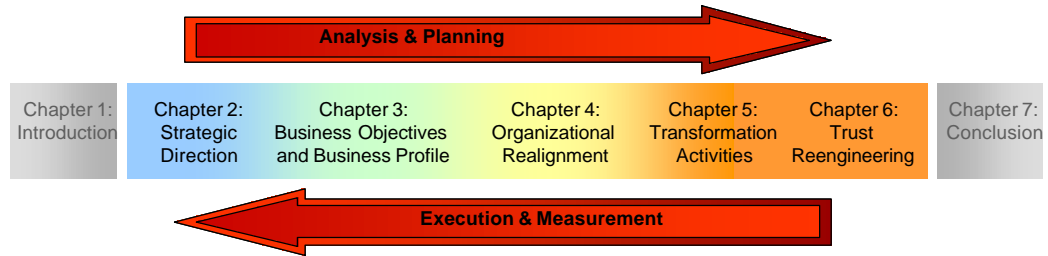 Analysis & Planning
Chapter 1:
Introduction
Chapter 2:
Strategic
Direction
Chapter 3:
Business Objectives
and Business Profile
Chapter 4:
Organizational
Realignment
Chapter 5:
Transformation
Activities
Chapter 6:
Trust
Reengineering
Chapter 7:
Conclusion
Execution & Measurement